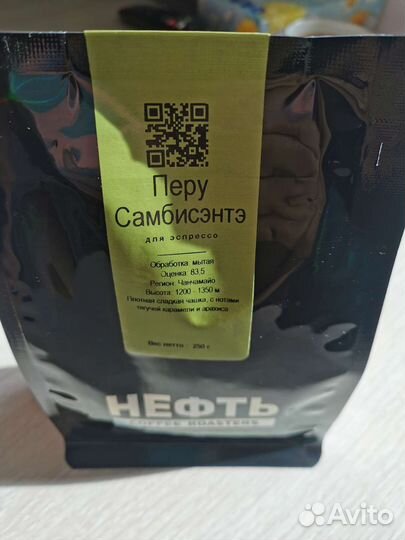 Перу
Самбисэнтэ
для эспрессо
Обработка: мытая
Оценка: 83.5
Регион: Чанчамайо
Высота: 1200 - 1350 м
Плотная сладкая чашка, с нотами
тягучей карамели и арахиса
Вес нетто : 250 г
НЕФТЬ
COFFEE ROASTERS
Avito